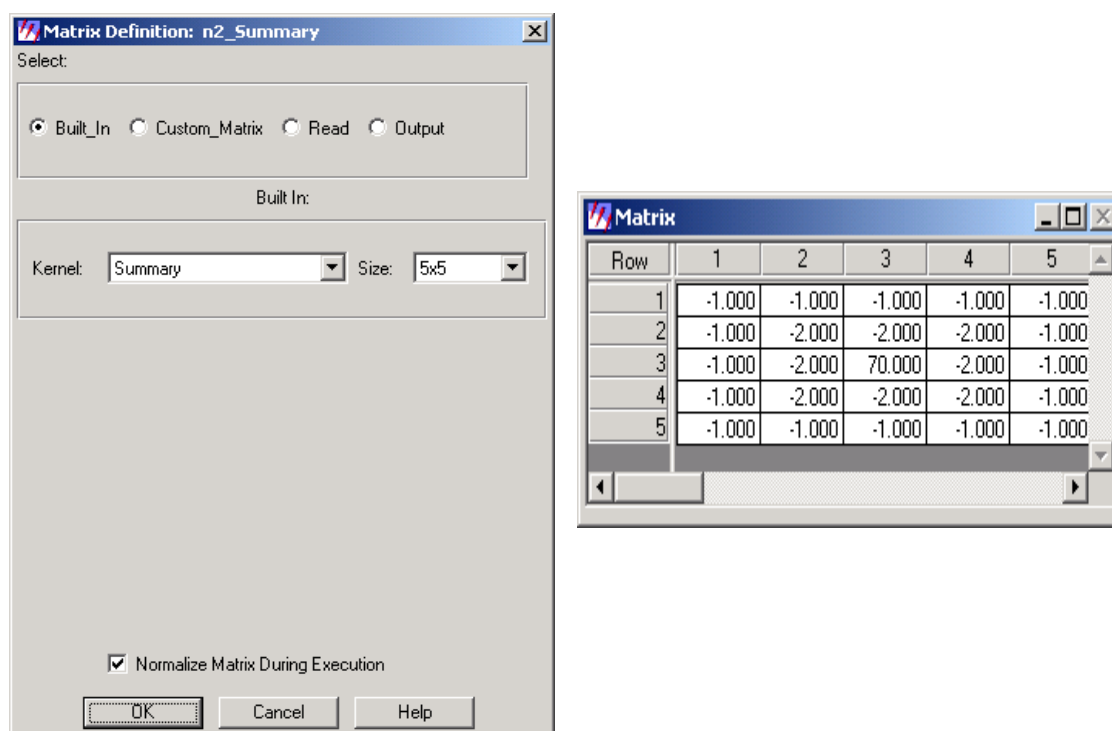 Matrix Definition: n2_Summary
Select:
Built_In Custom_Matrix Read Output
Built In:
Kernel: Summary Size: 5x5
Normalize Matrix During Execution
OK Cancel Help
Matrix
Row 1 2 3 4 5
1 -1.000 -1.000 -1.000 -1.000 -1.000
2 -1.000 -2.000 -2.000 -2.000 -1.000
3 -1.000 -2.000 70.000 -2.000 -1.000
4 -1.000 -2.000 -2.000 -2.000 -1.000
5 -1.000 -1.000 -1.000 -1.000 -1.000